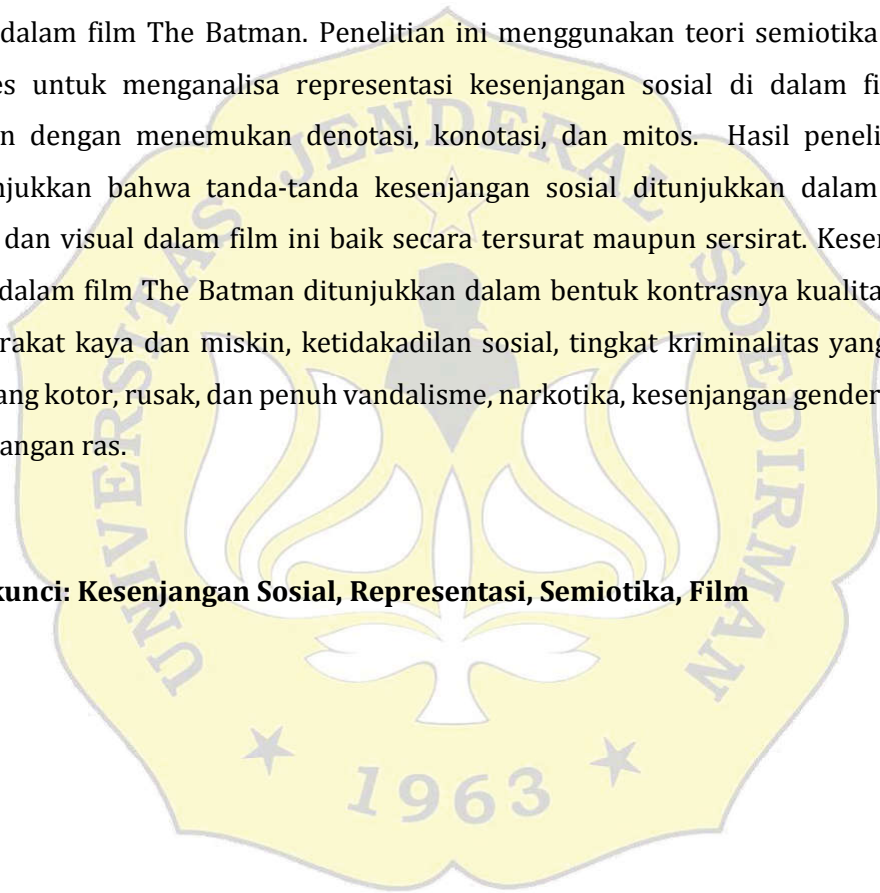 dalam film The Batman. Penelitian ini menggunakan teori semiotika
es untuk menganalisa representasi kesenjangan sosial di dalam fi
n dengan menemukan denotasi, konotasi, dan mitos. Hasil peneli
njukkan bahwa tanda-tanda kesenjangan sosial ditunjukkan dalam
dan visual dalam film ini baik secara tersurat maupun sersirat. Kesen
dalam film The Batman ditunjukkan dalam bentuk kontrasnya kualita
rakat kaya dan miskin, ketidakadilan sosial, tingkat kriminalitas yang
ang kotor, rusak, dan penuh vandalisme, narkotika, kesenjangan gender
angan ras.
kunci: Kesenjangan Sosial, Representasi, Semiotika, Film
UNIVERSITAS JENDERAL SOEDIRMAN
1963